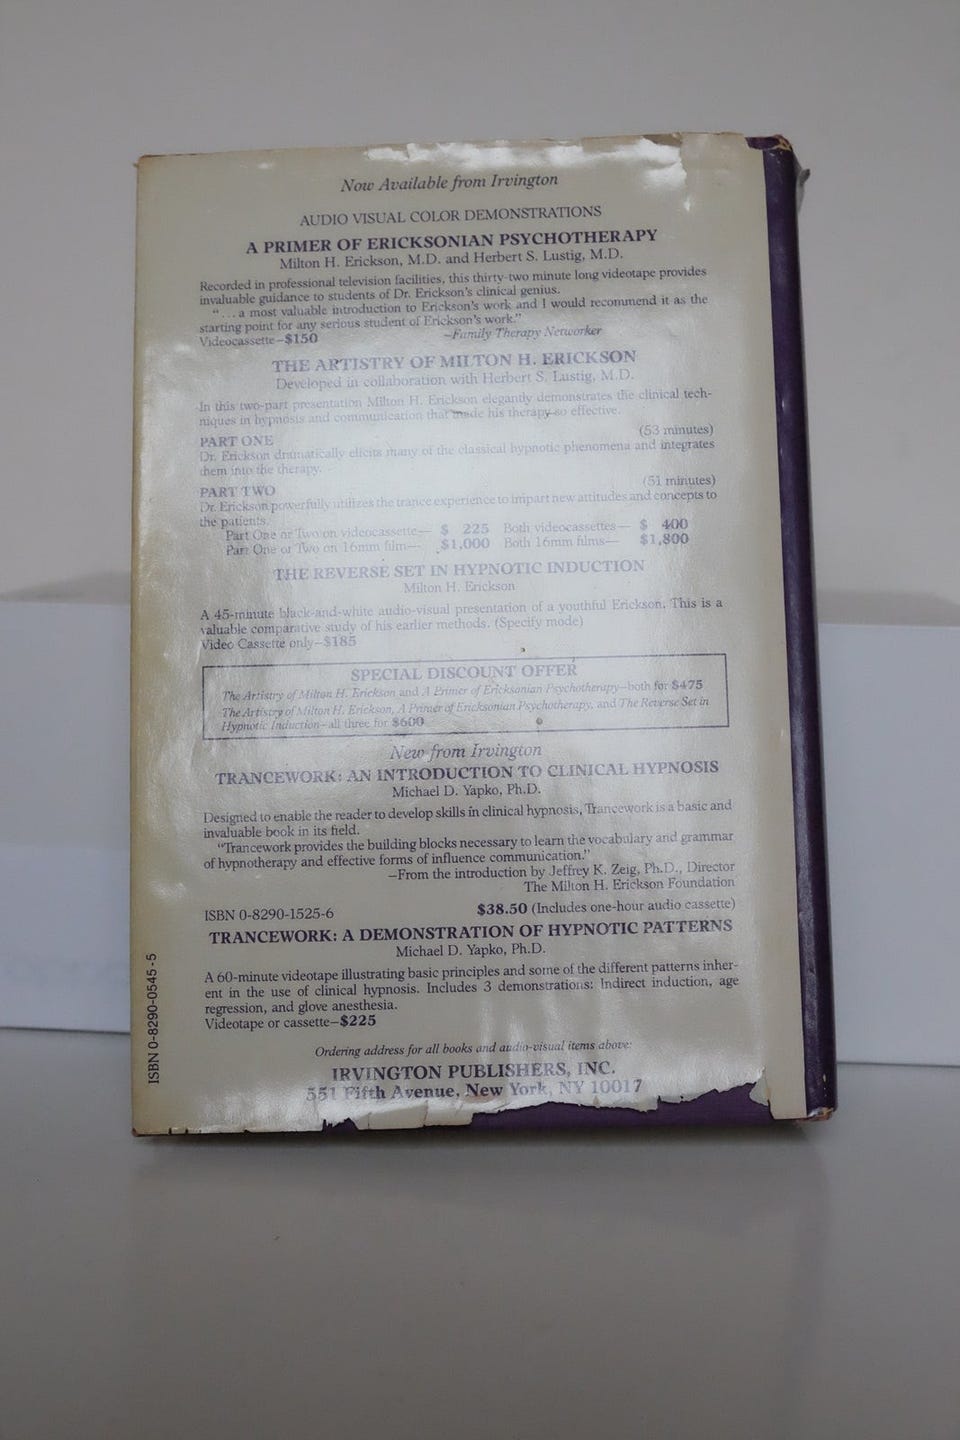 Now Available from Irvington
AUDIO VISUAL COLOR DEMONSTRATIONS
A PRIMER OF ERICKSONIAN PSYCHOTHERAPY
Milton H. Erickson, M.D. and Herbert S. Lustig, M.D.
Recorded in professional television facilities, this thirty-two minute long videotape provides
invaluable guidance to students of Dr. Erickson's clinical genius.
"... a most valuable introduction to Erickson's work and I would recommend it as the
starting point for any serious student of Erickson's work."
Videocassette–$150 –Family Therapy Networker
THE ARTISTRY OF MILTON H. ERICKSON
Developed in collaboration with Herbert S. Lustig, M.D.
In this two-part presentation Milton H. Erickson elegantly demonstrates the clinical tech-
niques in hypnosis and communication that made his therapy so effective.
PART ONE (53 minutes)
Dr. Erickson dramatically elicits many of the classical hypnotic phenomena and integrates
them into the therapy.
PART TWO (51 minutes)
Dr. Erickson powerfully utilizes the trance experience to impart new attitudes and concepts to
the patients.
Part One or Two on videocassette— $ 225 Both videocassettes— $ 400
Part One or Two on 16mm film— $1,000 Both 16mm films— $1,800
THE REVERSE SET IN HYPNOTIC INDUCTION
Milton H. Erickson
A 45-minute black-and-white audio-visual presentation of a youthful Erickson. This is a
valuable comparative study of his earlier methods. (Specify mode)
Video Cassette only–$185
SPECIAL DISCOUNT OFFER
The Artistry of Milton H. Erickson and A Primer of Ericksonian Psychotherapy–both for $475
The Artistry of Milton H. Erickson, A Primer of Ericksonian Psychotherapy, and The Reverse Set in
Hypnotic Induction–all three for $600
New from Irvington
TRANCEWORK: AN INTRODUCTION TO CLINICAL HYPNOSIS
Michael D. Yapko, Ph.D.
Designed to enable the reader to develop skills in clinical hypnosis, Trancework is a basic and
invaluable book in its field.
"Trancework provides the building blocks necessary to learn the vocabulary and grammar
of hypnotherapy and effective forms of influence communication."
–From the introduction by Jeffrey K. Zeig, Ph.D., Director
The Milton H. Erickson Foundation
ISBN 0-8290-1525-6 $38.50 (Includes one-hour audio cassette)
TRANCEWORK: A DEMONSTRATION OF HYPNOTIC PATTERNS
Michael D. Yapko, Ph.D.
A 60-minute videotape illustrating basic principles and some of the different patterns inher-
ent in the use of clinical hypnosis. Includes 3 demonstrations: Indirect induction, age
regression, and glove anesthesia.
Videotape or cassette–$225
Ordering address for all books and audio-visual items above:
IRVINGTON PUBLISHERS, INC.
551 Fifth Avenue, New York, NY 10017
ISBN 0-8290-0545-5